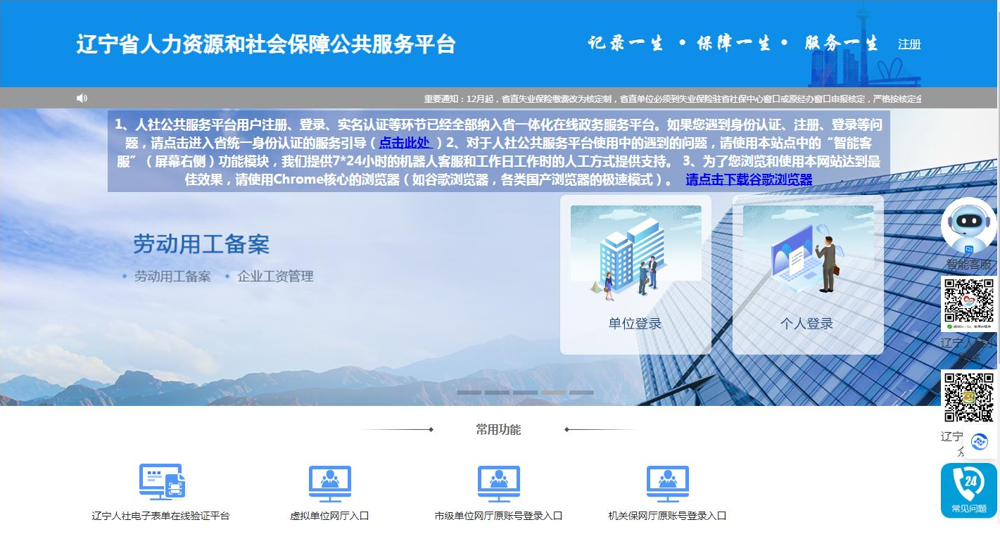 辽宁省人力资源和社会保障公共服务平台
记录一生 • 保障一生 • 服务一生
注册
重要通知：12月起，省直失业保险缴费改为核定制，省直单位必须到失业保险驻省社保中心窗口或原经办窗口申报核定，严格按核定金
1、人社公共服务平台用户注册、登录、实名认证等环节已经全部纳入省一体化在线政务服务平台。如果您遇到身份认证、注册、登录等问
题，请点击进入省统一身份认证的服务引导（点击此处 ）2、对于人社公共服务平台使用中的遇到的问题，请使用本站点中的“智能客
服”（屏幕右侧）功能模块，我们提供7*24小时的机器人客服和工作日工作时的人工方式提供支持。 3、为了您浏览和使用本网站达到最
佳效果，请使用Chrome核心的浏览器（如谷歌浏览器，各类国产浏览器的极速模式）。 请点击下载谷歌浏览器
劳动用工备案
• 劳动用工备案 • 企业工资管理
单位登录
个人登录
智能客服
辽宁人
辽宁
24
常见问题
常用功能
辽宁人社电子表单在线验证平台
虚拟单位网厅入口
市级单位网厅原账号登录入口
机关保网厅原账号登录入口